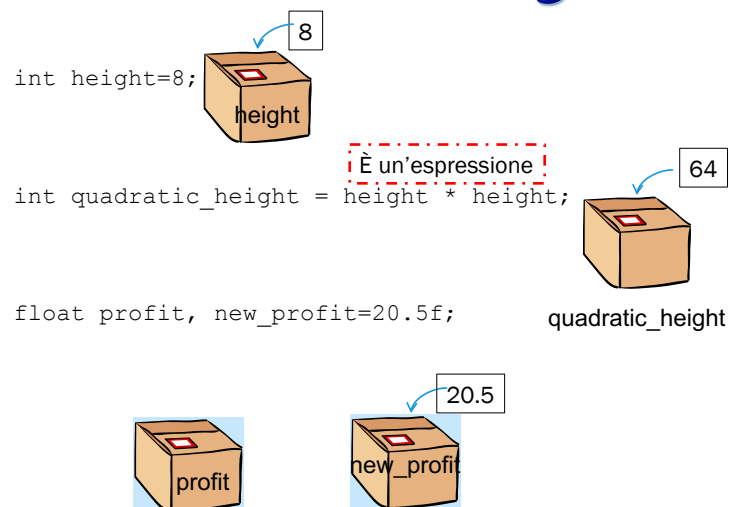 8
int height=8;
height
È un'espressione
64
int quadratic_height = height * height;
float profit, new_profit=20.5f;
quadratic_height
20.5
profit
new_profit